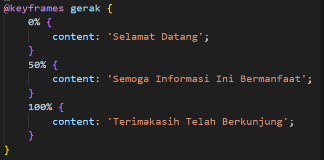 @keyframes gerak {
0% {
content: 'Selamat Datang';
}
50% {
content: 'Semoga Informasi Ini Bermanfaat';
}
100% {
content: 'Terimakasih Telah Berkunjung';
}
}